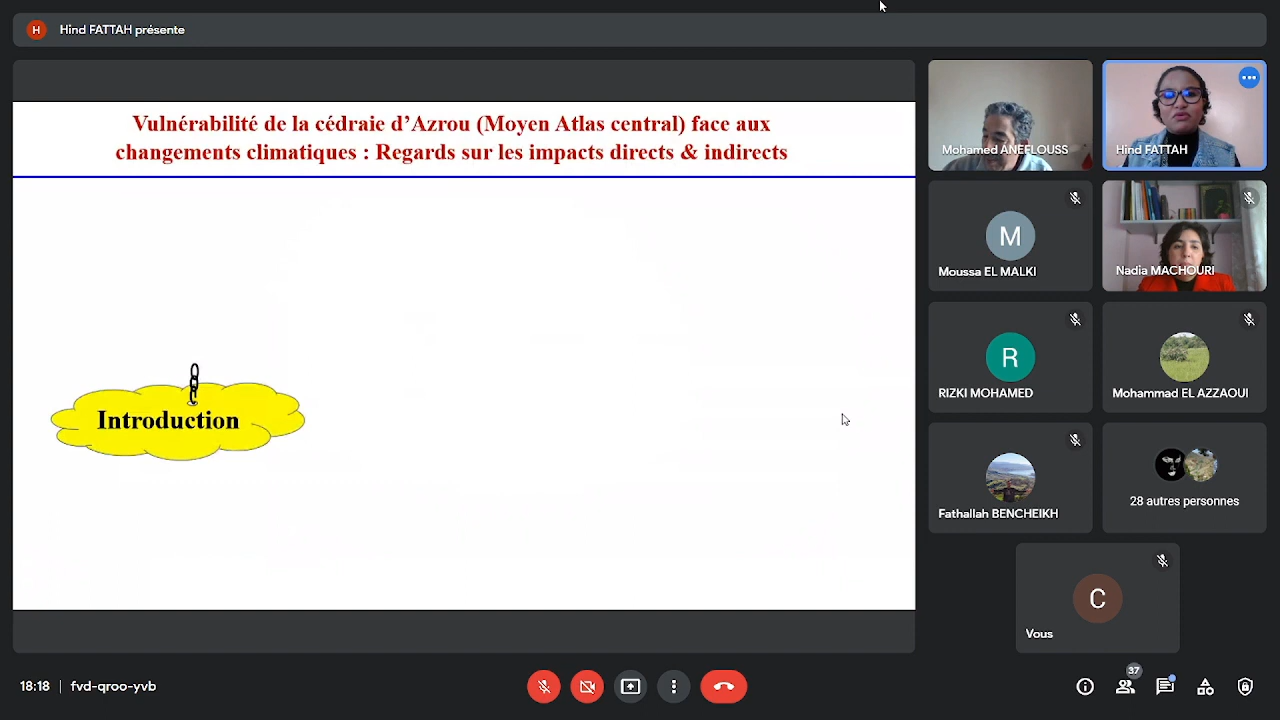 H
Hind FATTAH présente
Vulnérabilité de la cédraie d’Azrou (Moyen Atlas central) face aux
changements climatiques : Regards sur les impacts directs & indirects
Introduction
Mohamed ANEFLOUSS
Hind FATTAH
M
Moussa EL MALKI
Nadia MACHOURI
R
RIZKI MOHAMED
Mohammad EL AZZAOUI
Fathallah BENCHEIKH
28 autres personnes
C
Vous
18:18 | fvd-qroo-yvb
37